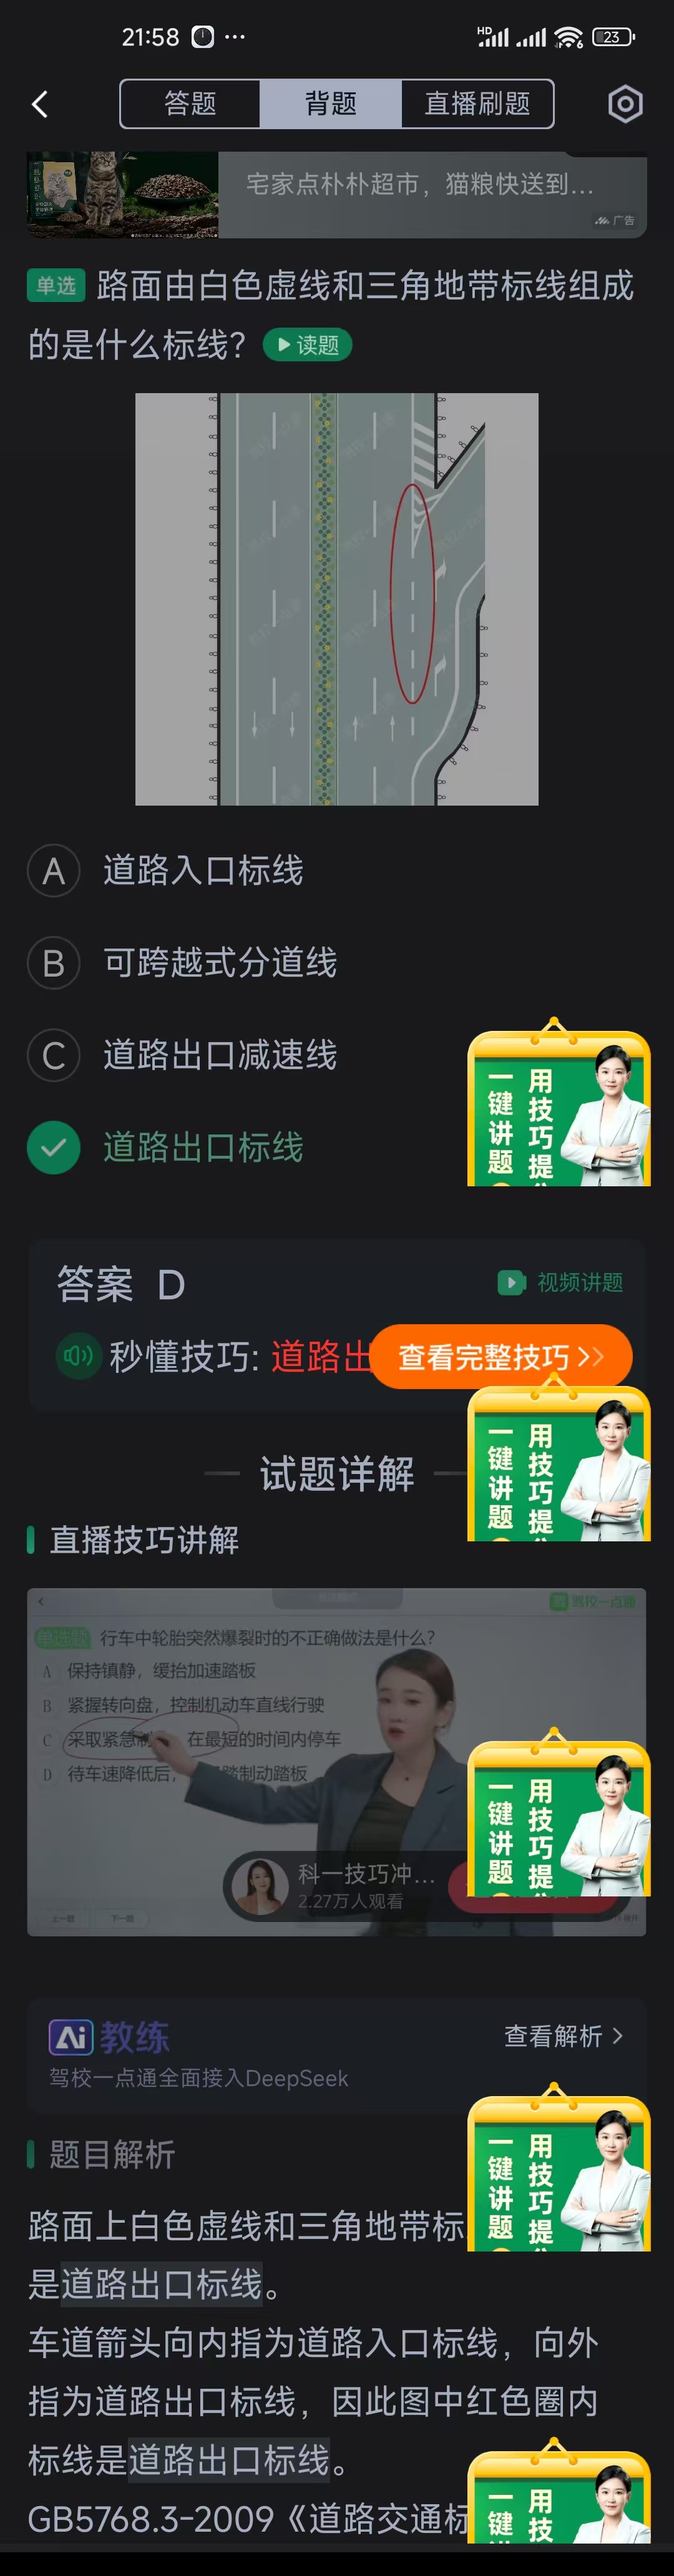 21:58
HD
6
23
答题
背题
直播刷题
宅家点朴朴超市，猫粮快送到...
广告
单选 路面由白色虚线和三角地带标线组成
的是什么标线？
读题
A 道路入口标线
B 可跨越式分道线
C 道路出口减速线
道路出口标线
用技巧提
一键讲题
答案 D
视频讲题
秒懂技巧：道路出
查看完整技巧
用技巧提
一键讲题
试题详解
直播技巧讲解
驾校一点通
单选题 行车中轮胎突然爆裂时的不正确做法是什么？
A 保持镇静，缓抬加速踏板
B 紧握转向盘，控制机动车直线行驶
C 采取紧急制 在最短的时间内停车
D 待车速降低后， 踏制动踏板
用技巧提
一键讲题
科一技巧冲...
2.27万人观看
上一题
下一题
Ai 教练
查看解析
驾校一点通全面接入DeepSeek
用技巧提
一键讲题
题目解析
路面上白色虚线和三角地带标
是道路出口标线。
车道箭头向内指为道路入口标线，向外
指为道路出口标线，因此图中红色圈内
标线是道路出口标线。
GB5768.3-2009《道路交通标
用技
一键